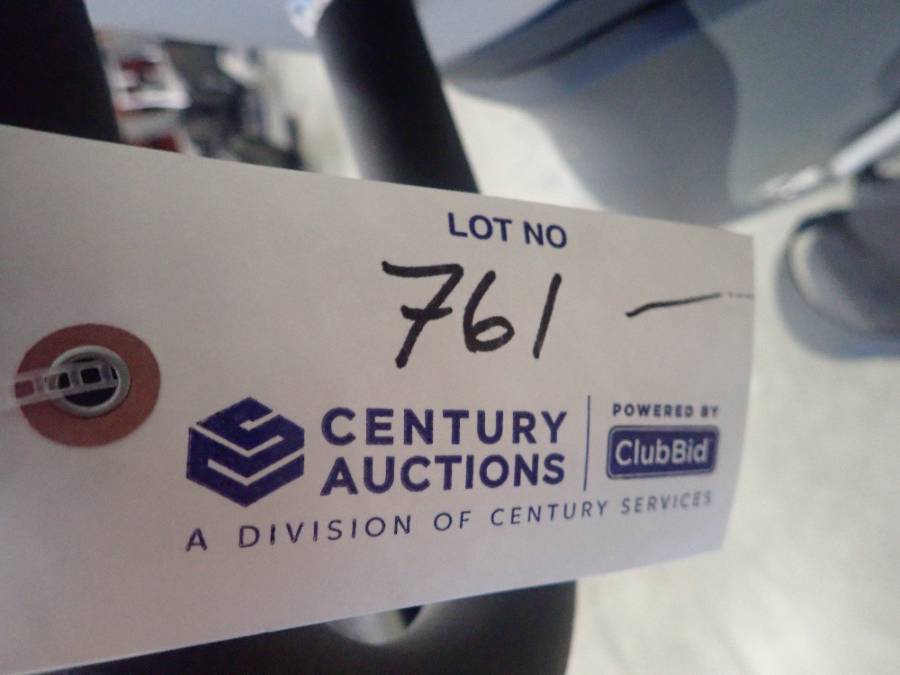 LOT NO
761 —
CENTURY
AUCTIONS
POWERED BY
ClubBid
A DIVISION OF CENTURY SERVICES